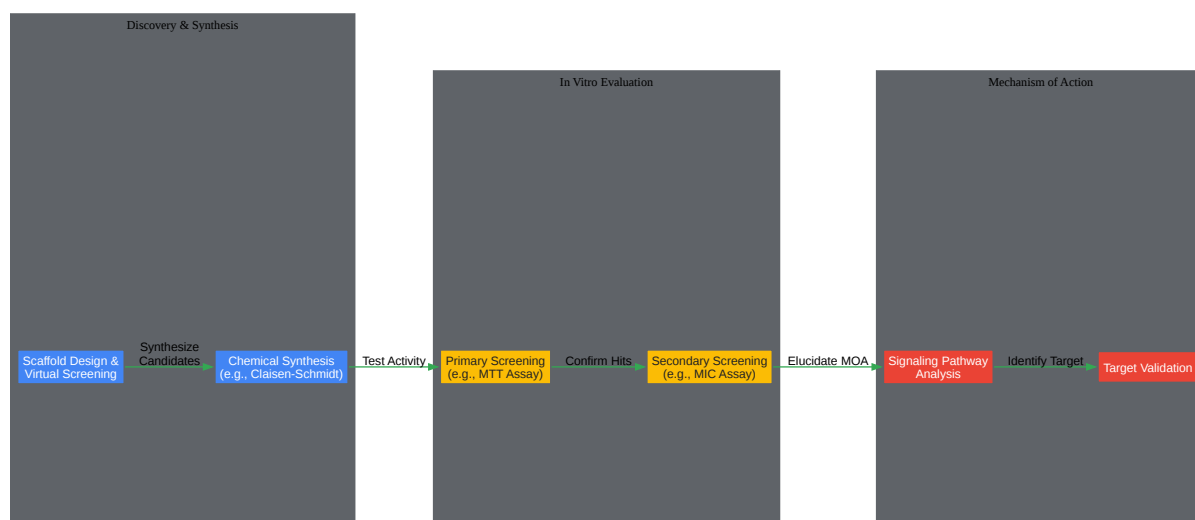 Discovery & Synthesis
In Vitro Evaluation
Mechanism of Action
Scaffold Design &
Virtual Screening
Synthesize
Candidates
Chemical Synthesis
(e.g., Claisen-Schmidt)
Test Activity
Primary Screening
(e.g., MTT Assay)
Confirm Hits
Secondary Screening
(e.g., MIC Assay)
Elucidate MOA
Signaling Pathway
Analysis
Identify Target
Target Validation